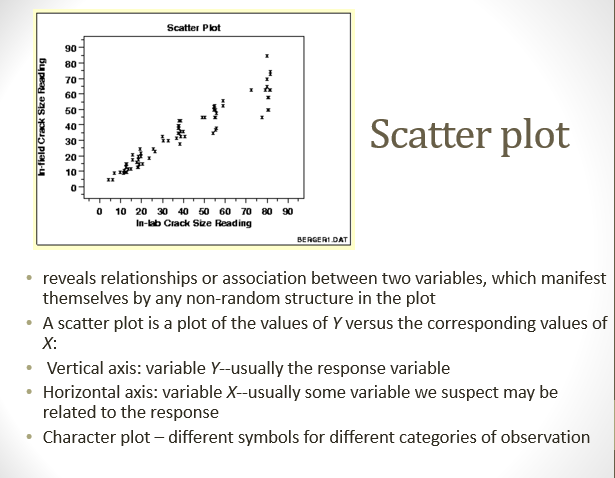 Scatter Plot
In-field Crack Size Reading
90
80
70
60
50
40
30
20
10
0
0 10 20 30 40 50 60 70 80 90
In-lab Crack Size Reading
BERGER1.DAT
Scatter plot
• reveals relationships or association between two variables, which manifest
themselves by any non-random structure in the plot
• A scatter plot is a plot of the values of Y versus the corresponding values of
X:
• Vertical axis: variable Y--usually the response variable
• Horizontal axis: variable X--usually some variable we suspect may be
related to the response
• Character plot – different symbols for different categories of observation